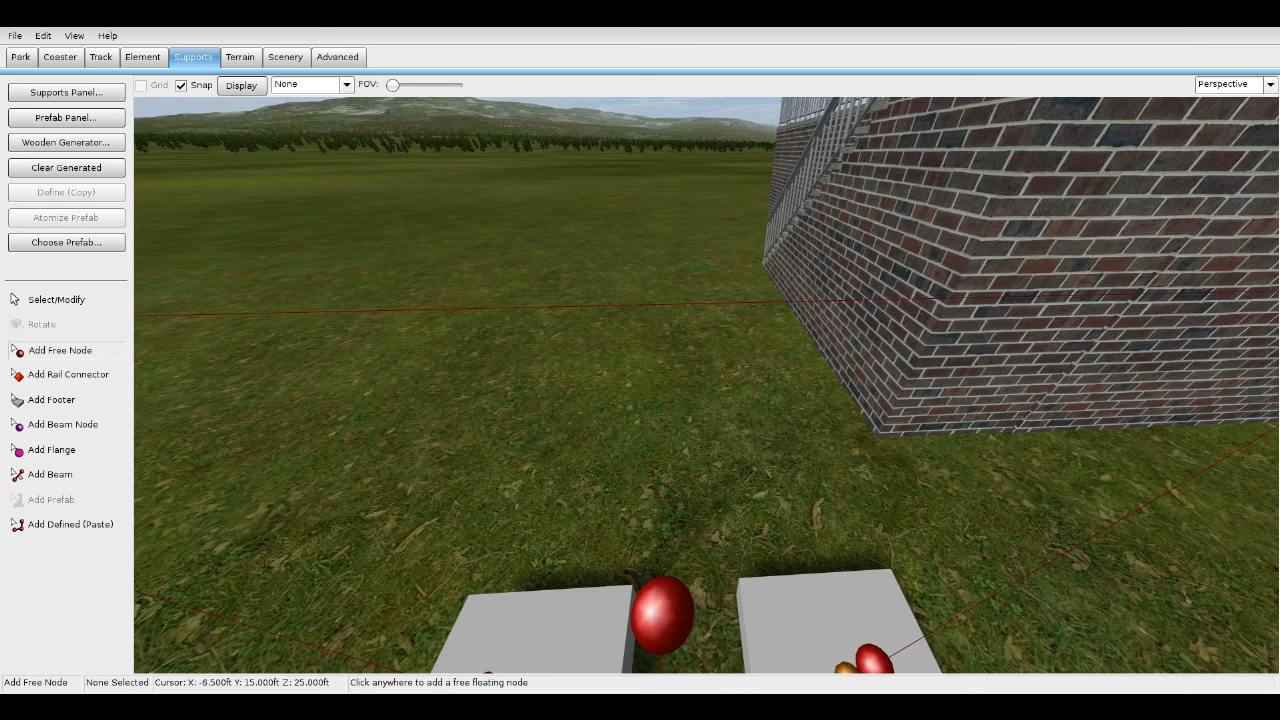 File Edit View Help
Park Coaster Track Element Supports Terrain Scenery Advanced
Grid Snap Display None FOV: Perspective
Supports Panel...
Prefab Panel...
Wooden Generator...
Clear Generated
Define (Copy)
Atomize Prefab
Choose Prefab...
Select/Modify
Rotate
Add Free Node
Add Rail Connector
Add Footer
Add Beam Node
Add Flange
Add Beam
Add Prefab
Add Defined (Paste)
Add Free Node None Selected Cursor: X: -6.500ft Y: 15.000ft Z: 25.000ft Click anywhere to add a free floating node